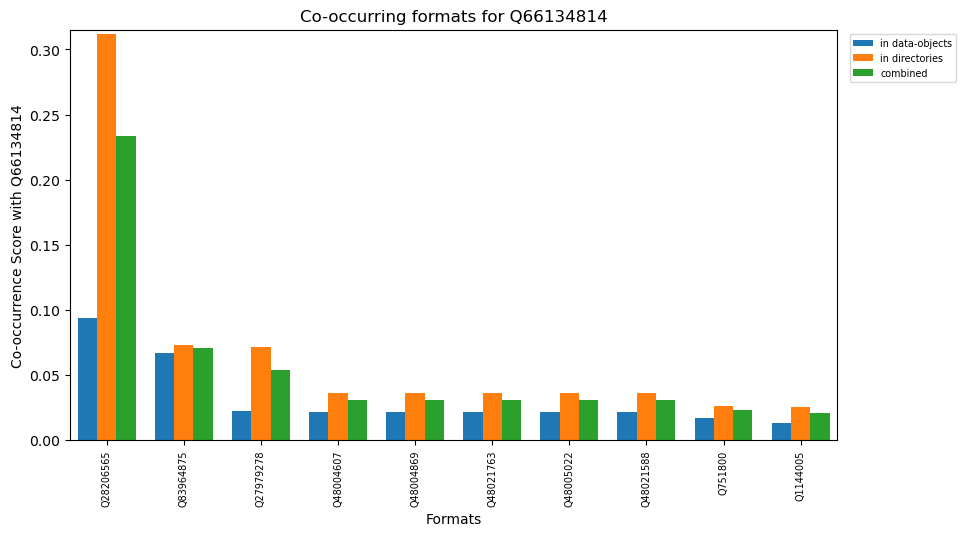 Co-occurring formats for Q66134814
in data-objects
in directories
combined
Co-occurrence Score with Q66134814
0.30
0.25
0.20
0.15
0.10
0.05
0.00
Q28206565
Q83964875
Q27979278
Q48004607
Q48004869
Q48021763
Q48005022
Q48021588
Q751800
Q1144005
Formats